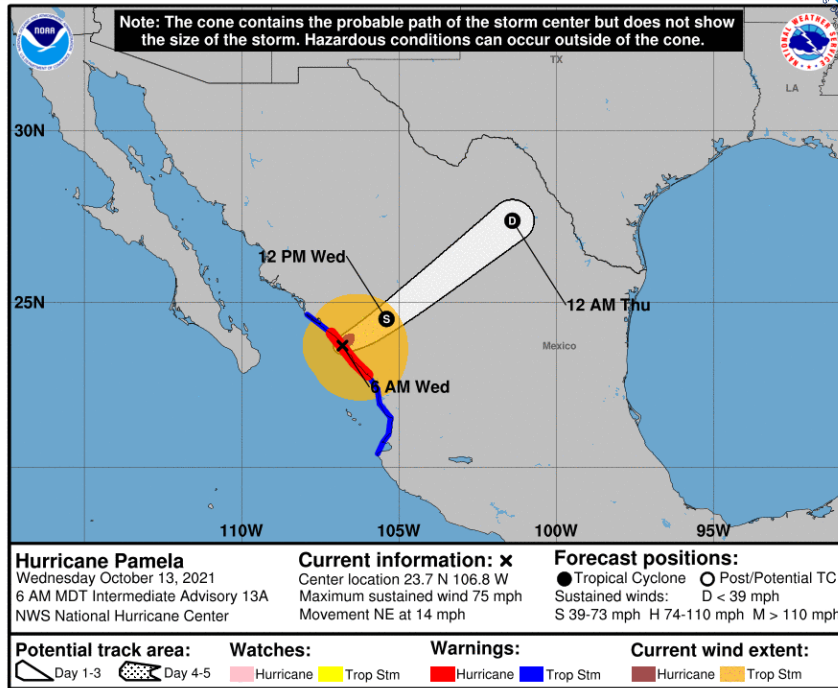 Note: The cone contains the probable path of the storm center but does not show
the size of the storm. Hazardous conditions can occur outside of the cone.
NOAA
NATIONAL WEATHER SERVICE
TX
LA
30N
12 PM Wed
D
25N
S
12 AM Thu
Mexico
6 AM Wed
110W 105W 100W 95W
Hurricane Pamela
Wednesday October 13, 2021
6 AM MDT Intermediate Advisory 13A
NWS National Hurricane Center
Current information: ×
Center location 23.7 N 106.8 W
Maximum sustained wind 75 mph
Movement NE at 14 mph
Forecast positions:
● Tropical Cyclone ○ Post/Potential TC
Sustained winds: D < 39 mph
S 39-73 mph H 74-110 mph M > 110 mph
Potential track area:
Day 1-3 Day 4-5
Watches:
Hurricane Trop Stm
Warnings:
Hurricane Trop Stm
Current wind extent:
Hurricane Trop Stm